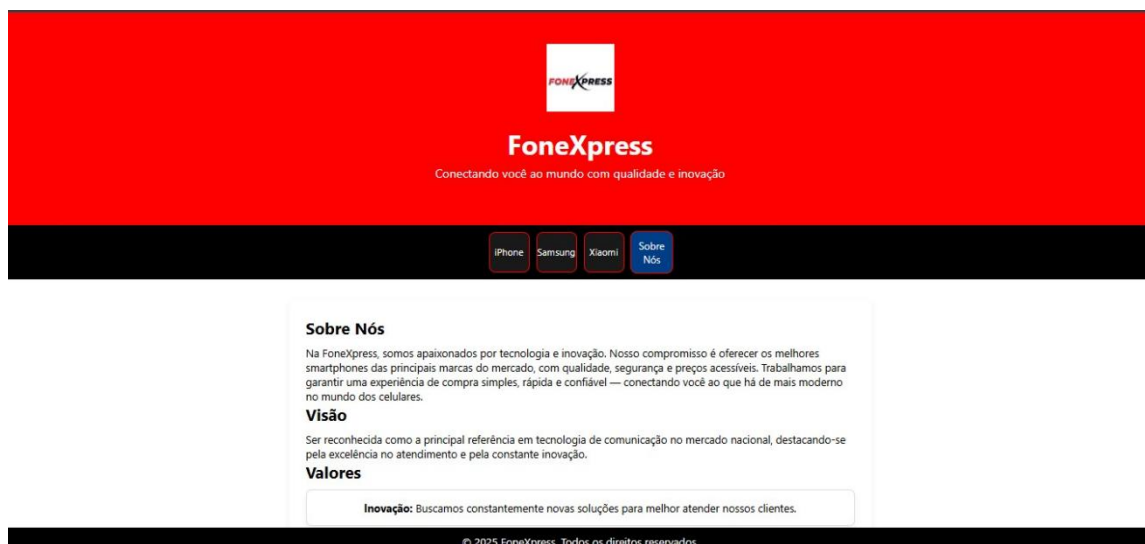 FONEXPRESS
FoneXpress
Conectando você ao mundo com qualidade e inovação
iPhone
Samsung
Xiaomi
Sobre
Nós
Sobre Nós
Na FoneXpress, somos apaixonados por tecnologia e inovação. Nosso compromisso é oferecer os melhores
smartphones das principais marcas do mercado, com qualidade, segurança e preços acessíveis. Trabalhamos para
garantir uma experiência de compra simples, rápida e confiável — conectando você ao que há de mais moderno
no mundo dos celulares.
Visão
Ser reconhecida como a principal referência em tecnologia de comunicação no mercado nacional, destacando-se
pela excelência no atendimento e pela constante inovação.
Valores
Inovação: Buscamos constantemente novas soluções para melhor atender nossos clientes.
© 2025 FoneXpress. Todos os direitos reservados.